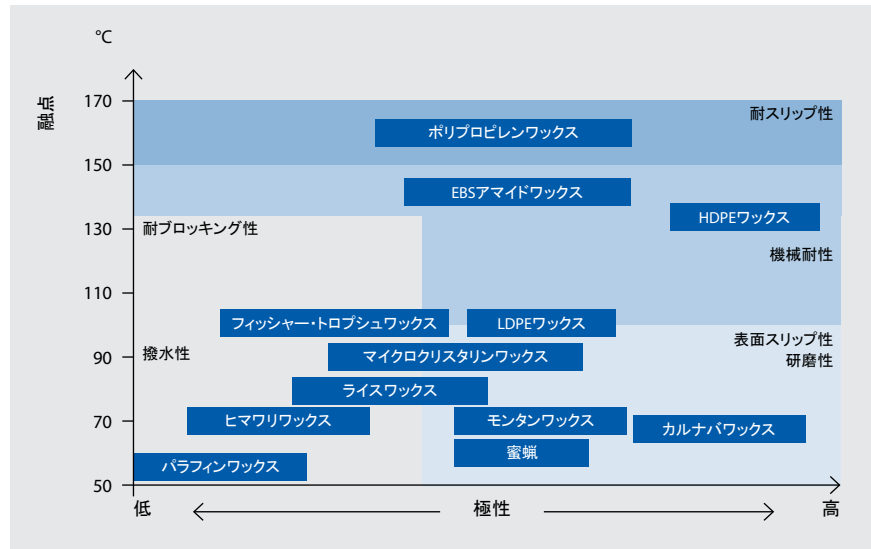 ℃
融点
170
耐スリップ性
ポリプロピレンワックス
150
EBSアマイドワックス
HDPEワックス
130
耐ブロッキング性
機械耐性
110
フィッシャー・トロプシュワックス
LDPEワックス
表面スリップ性
研磨性
90
撥水性
マイクロクリスタリンワックス
ライスワックス
70
ヒマワリワックス
モンタンワックス
カルナバワックス
蜜蝋
パラフィンワックス
50
低
極性
高